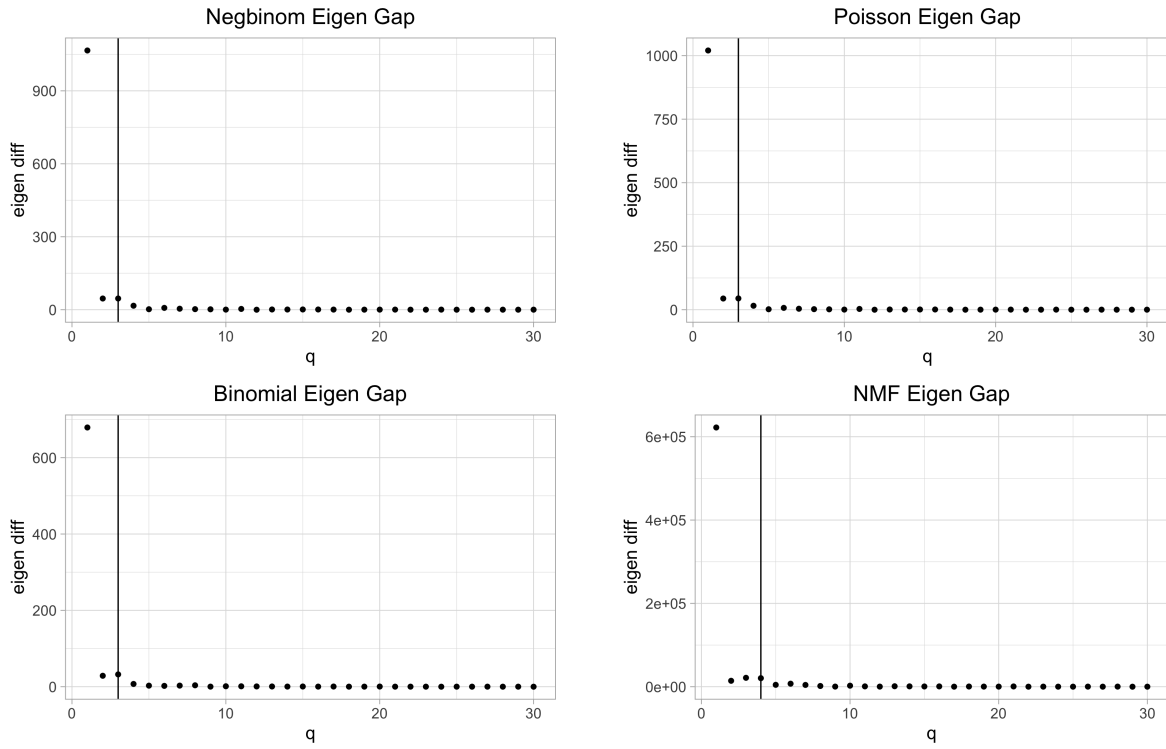 Negbinom Eigen Gap
eigen diff
900
600
300
0
0
10
20
30
q
Poisson Eigen Gap
eigen diff
1000
750
500
250
0
0
10
20
30
q
Binomial Eigen Gap
eigen diff
600
400
200
0
0
10
20
30
q
NMF Eigen Gap
eigen diff
6e+05
4e+05
2e+05
0e+00
0
10
20
30
q